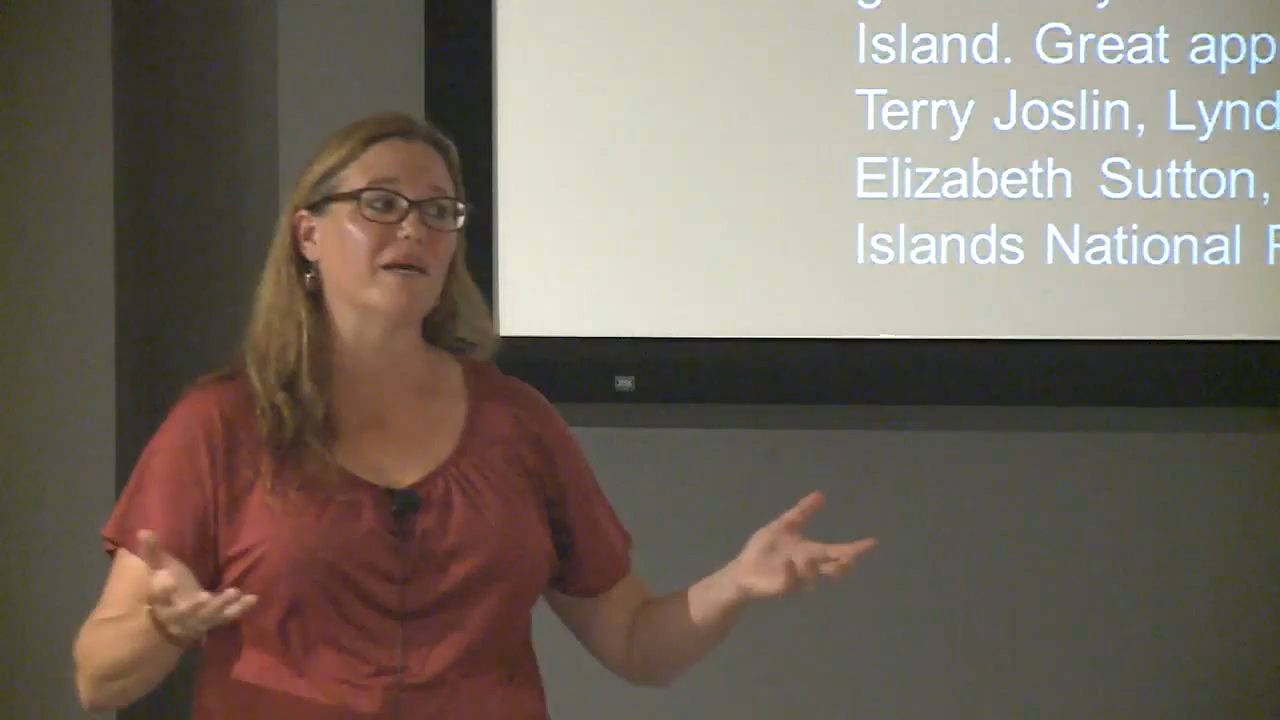 Island. Great app
Terry Joslin, Lynd
Elizabeth Sutton,
Islands National